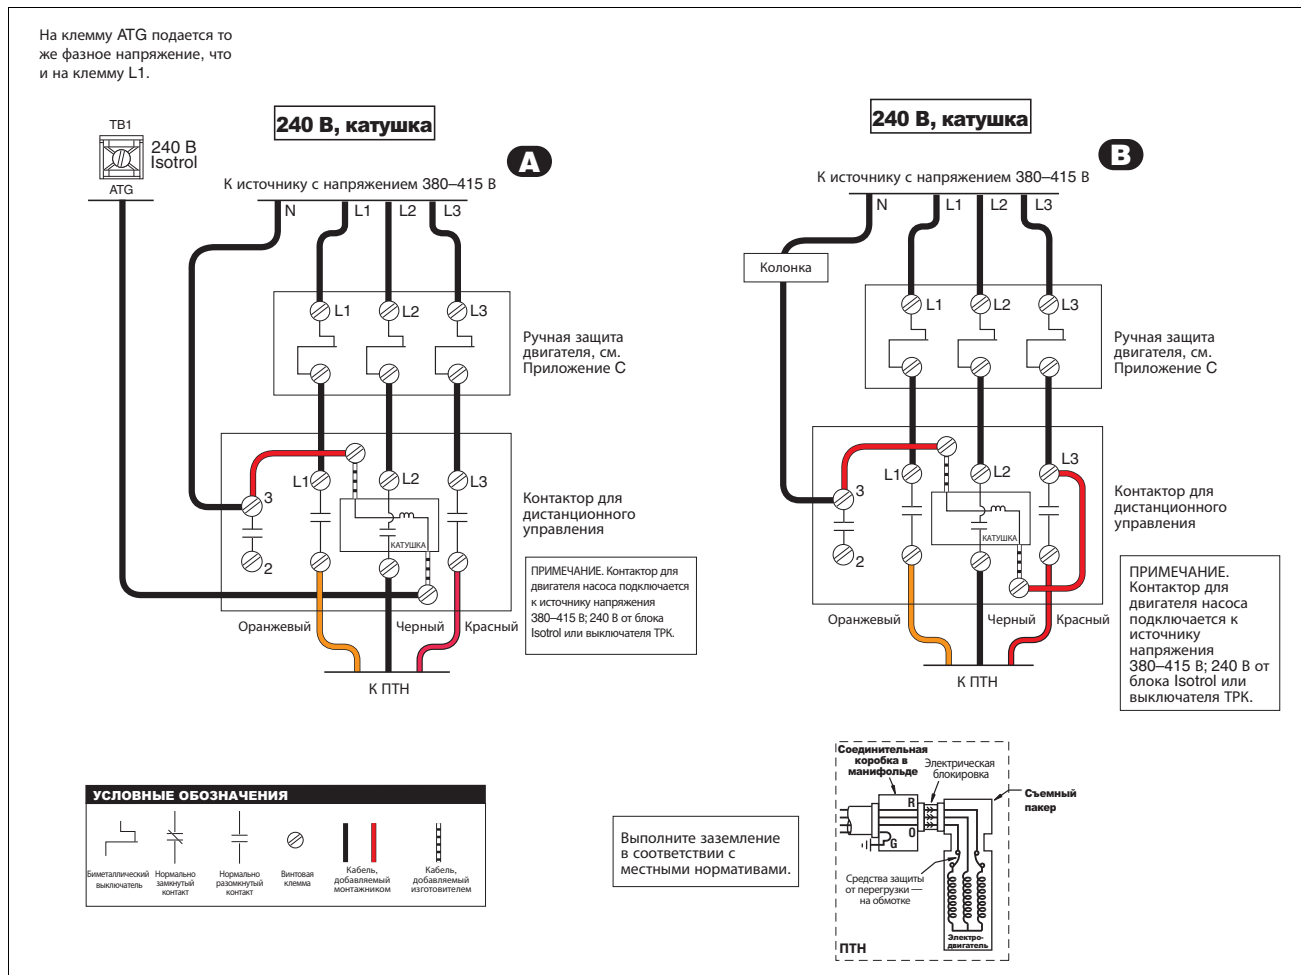 На клемму ATG подается то
же фазное напряжение, что
и на клемму L1.
TB1
240 В
Isotrol
ATG
240 В, катушка
A
К источнику с напряжением 380–415 В
N
L1
L2
L3
L1
L2
L3
Ручная защита
двигателя, см.
Приложение C
3
L1
L2
L3
КАТУШКА
2
Контактор для
дистанционного
управления
ПРИМЕЧАНИЕ. Контактор для
двигателя насоса подключается
к источнику напряжения
380–415 В; 240 В от блока
Isotrol или выключателя ТРК.
Оранжевый
Черный
Красный
К ПТН
240 В, катушка
B
К источнику с напряжением 380–415 В
N
L1
L2
L3
Колонка
L1
L2
L3
Ручная защита
двигателя, см.
Приложение C
3
L1
L2
L3
КАТУШКА
2
Контактор для
дистанционного
управления
ПРИМЕЧАНИЕ.
Контактор для
двигателя насоса
подключается к
источнику
напряжения
380–415 В; 240 В от
блока Isotrol или
выключателя ТРК.
Оранжевый
Черный
Красный
К ПТН
УСЛОВНЫЕ ОБОЗНАЧЕНИЯ
Биметаллический
выключатель
Нормально
замкнутый
контакт
Нормально
разомкнутый
контакт
Винтовая
клемма
Кабель,
добавляемый
монтажником
Кабель,
добавляемый
изготовителем
Выполните заземление
в соответствии с
местными нормативами.
Соединительная
коробка в
манифольде
Электрическая
блокировка
Съемный
пакер
R
O
G
Средства защиты
от перегрузки —
на обмотке
Электро-
двигатель
ПТН